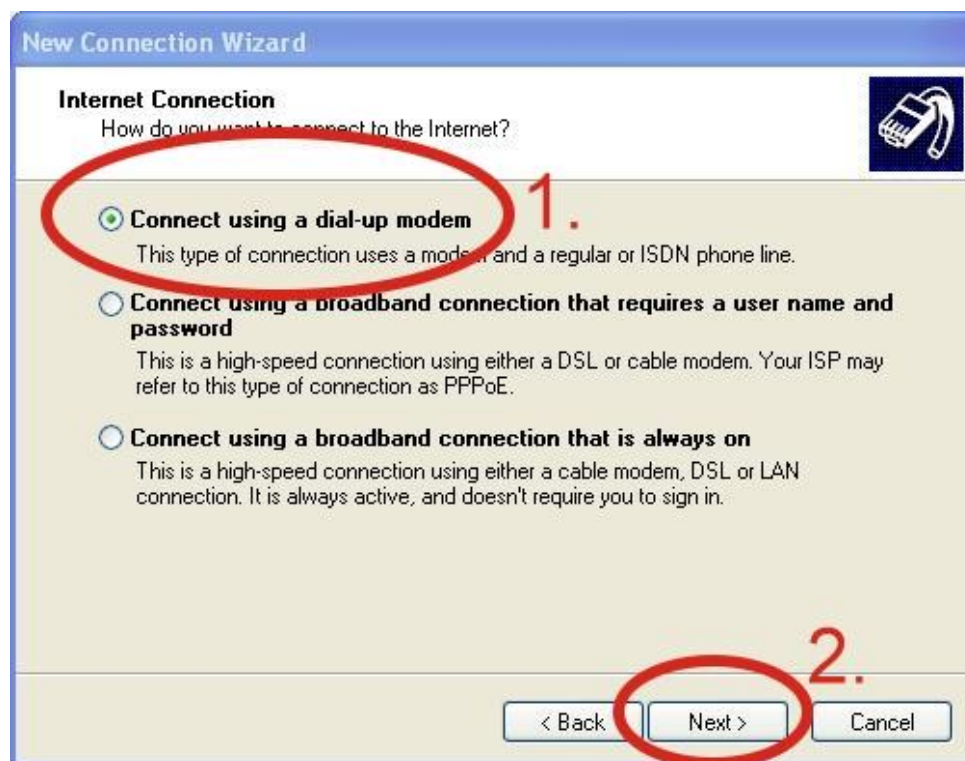 New Connection Wizard
Internet Connection
How do you want to connect to the Internet?
1.
Connect using a dial-up modem
This type of connection uses a modem and a regular or ISDN phone line.
Connect using a broadband connection that requires a user name and
password
This is a high-speed connection using either a DSL or cable modem. Your ISP may
refer to this type of connection as PPPoE.
Connect using a broadband connection that is always on
This is a high-speed connection using either a cable modem, DSL or LAN
connection. It is always active, and doesn't require you to sign in.
2.
< Back Next > Cancel